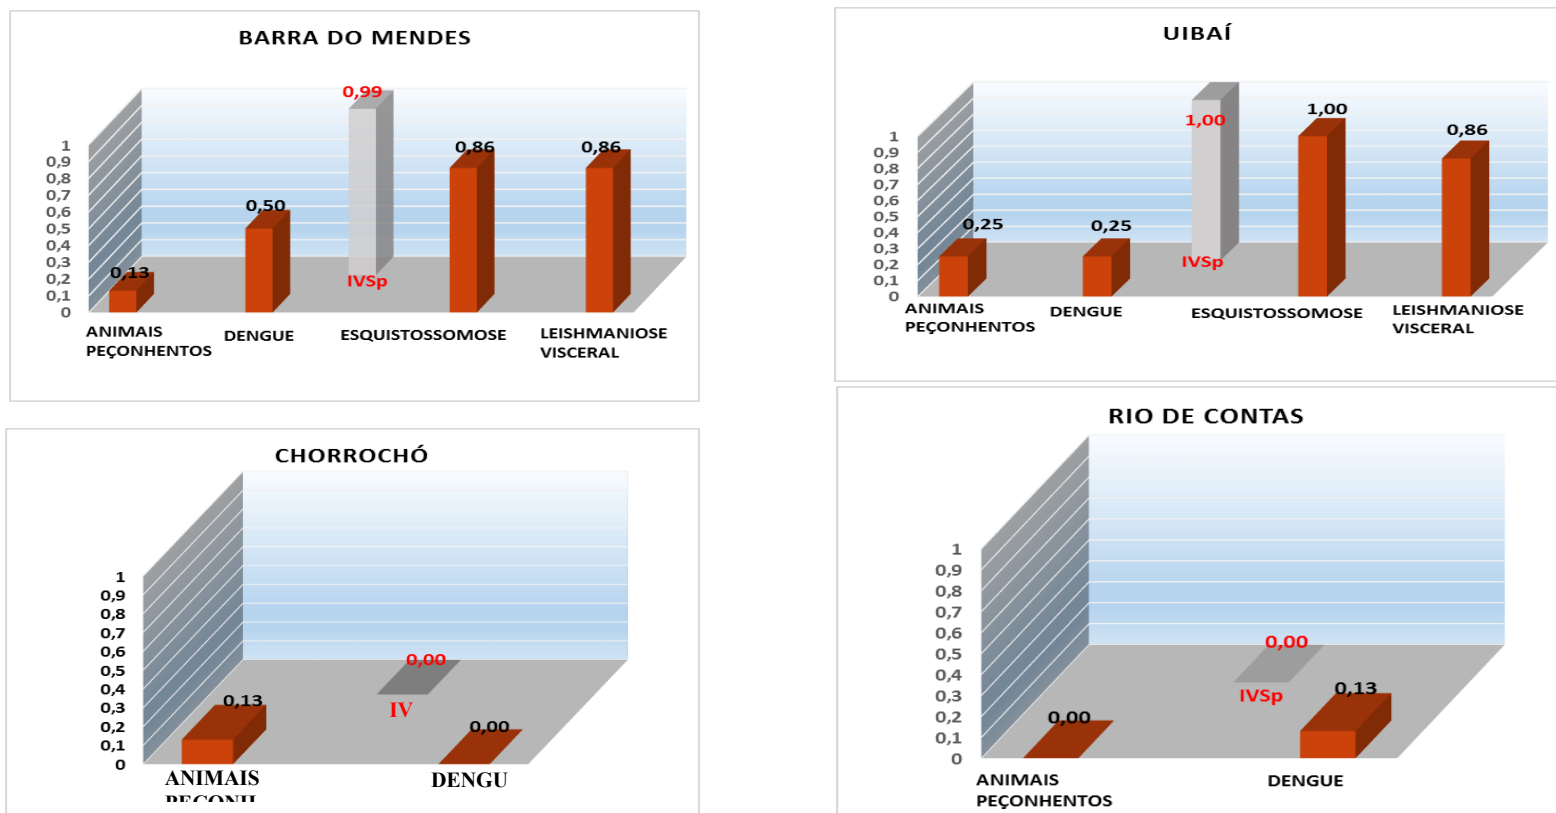 BARRA DO MENDES
0,99
0,86
0,86
0,50
0,13
1
0,9
0,8
0,7
0,6
0,5
0,4
0,3
0,2
0,1
0
IVSp
ANIMAIS
PEÇONHENTOS
DENGUE
ESQUISTOSSOMOSE
LEISHMANIOSE
VISCERAL
UIBAÍ
1,00
1,00
0,86
0,25
0,25
1
0,9
0,8
0,7
0,6
0,5
0,4
0,3
0,2
0,1
0
IVSp
ANIMAIS
PEÇONHENTOS
DENGUE
ESQUISTOSSOMOSE
LEISHMANIOSE
VISCERAL
CHORROCHÓ
1
0,9
0,8
0,7
0,6
0,5
0,4
0,3
0,2
0,1
0
0,13
0,00
IV
0,00
ANIMAIS
DENGU
RIO DE CONTAS
1
0,9
0,8
0,7
0,6
0,5
0,4
0,3
0,2
0,1
0
0,00
0,00
IVSp
0,13
ANIMAIS
PEÇONHENTOS
DENGUE